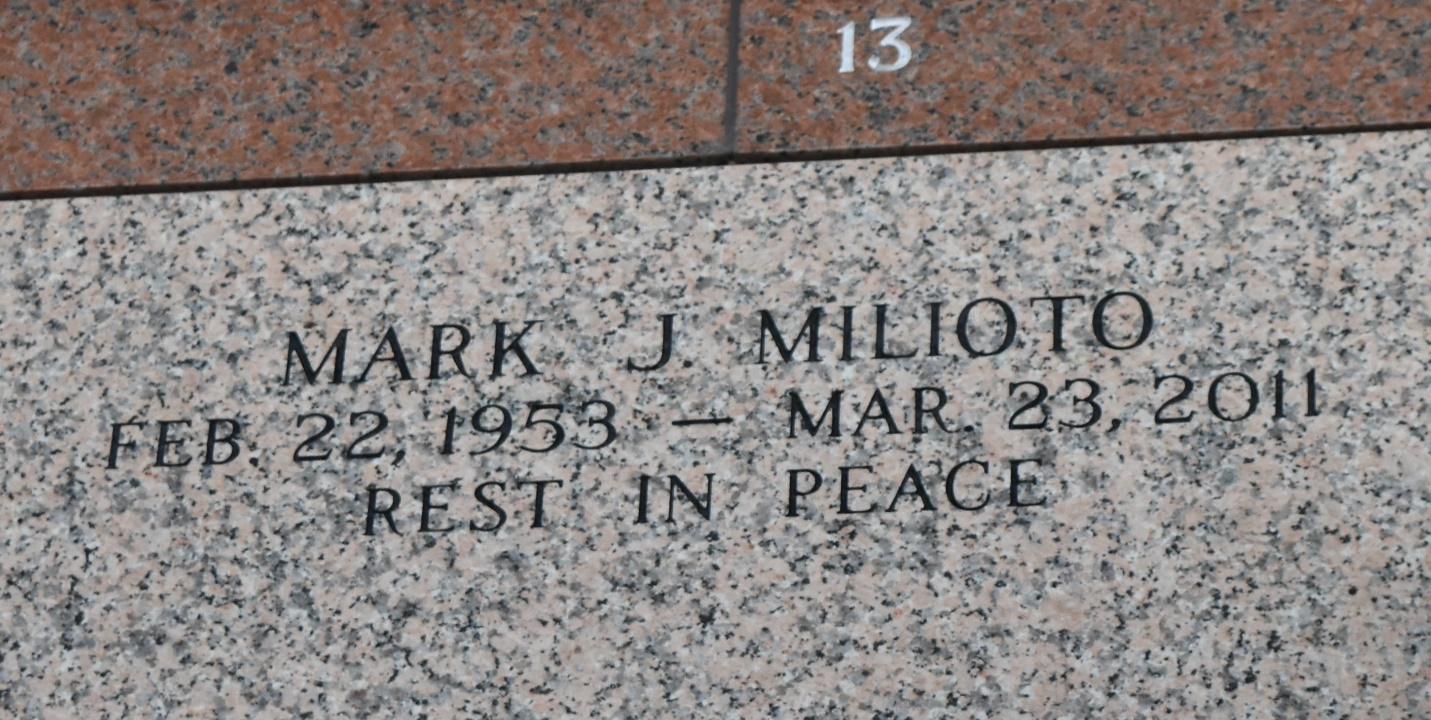 13
MARK J. MILIOTO
FEB. 22, 1953 — MAR. 23, 2011
REST IN PEACE